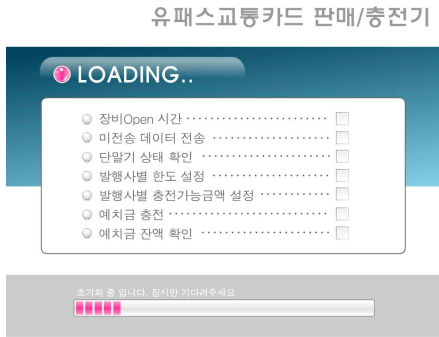 유패스교통카드 판매/충전기
LOADING..
장비Open 시간
미전송 데이터 전송
단말기 상태 확인
발행사별 한도 설정
발행사별 충전가능금액 설정
예치금 충전
예치금 잔액 확인
초기화 중 입니다. 잠시만 기다려주세요